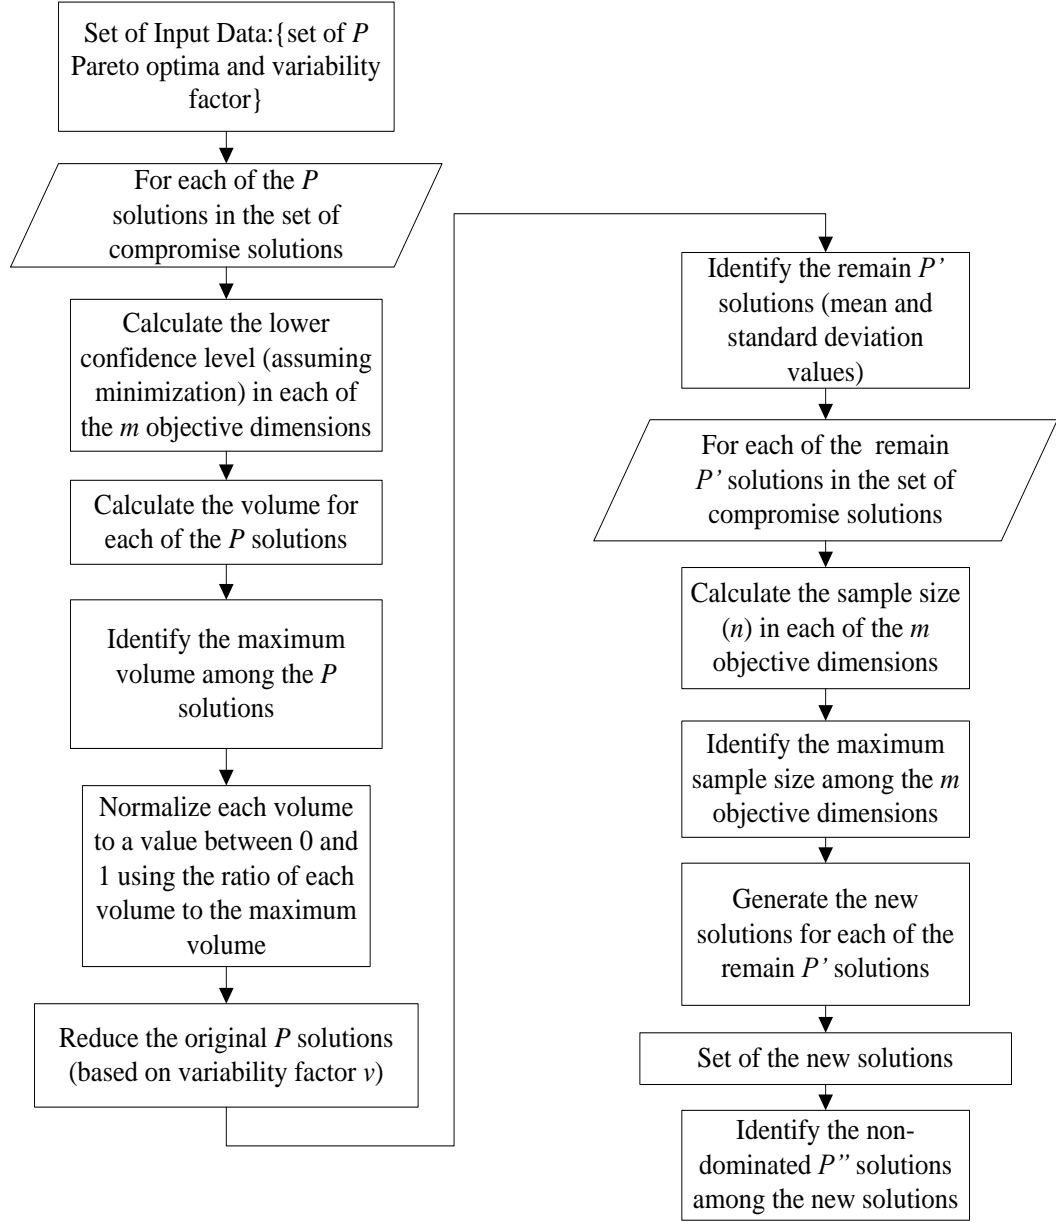 Set of Input Data:{set of P
Pareto optima and variability
factor}
For each of the P
solutions in the set of
compromise solutions
Calculate the lower
confidence level (assuming
minimization) in each of
the m objective dimensions
Calculate the volume for
each of the P solutions
Identify the maximum
volume among the P
solutions
Normalize each volume
to a value between 0 and
1 using the ratio of each
volume to the maximum
volume
Reduce the original P solutions
(based on variability factor v)
Identify the remain P’
solutions (mean and
standard deviation
values)
For each of the remain
P’ solutions in the set of
compromise solutions
Calculate the sample size
(n) in each of the m
objective dimensions
Identify the maximum
sample size among the m
objective dimensions
Generate the new
solutions for each of the
remain P’ solutions
Set of the new solutions
Identify the non-
dominated P” solutions
among the new solutions